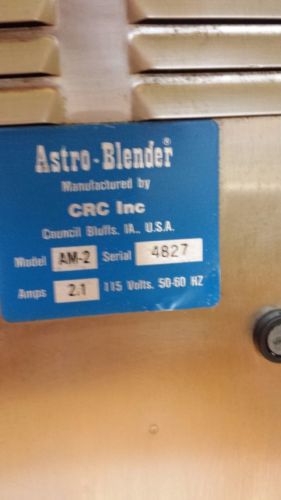 Astro-Blender®
Manufactured by
CRC Inc
Council Bluffs, IA., U.S.A.
Model AM-2 Serial 4827
Amps 2.1 115 Volts. 50-60 HZ